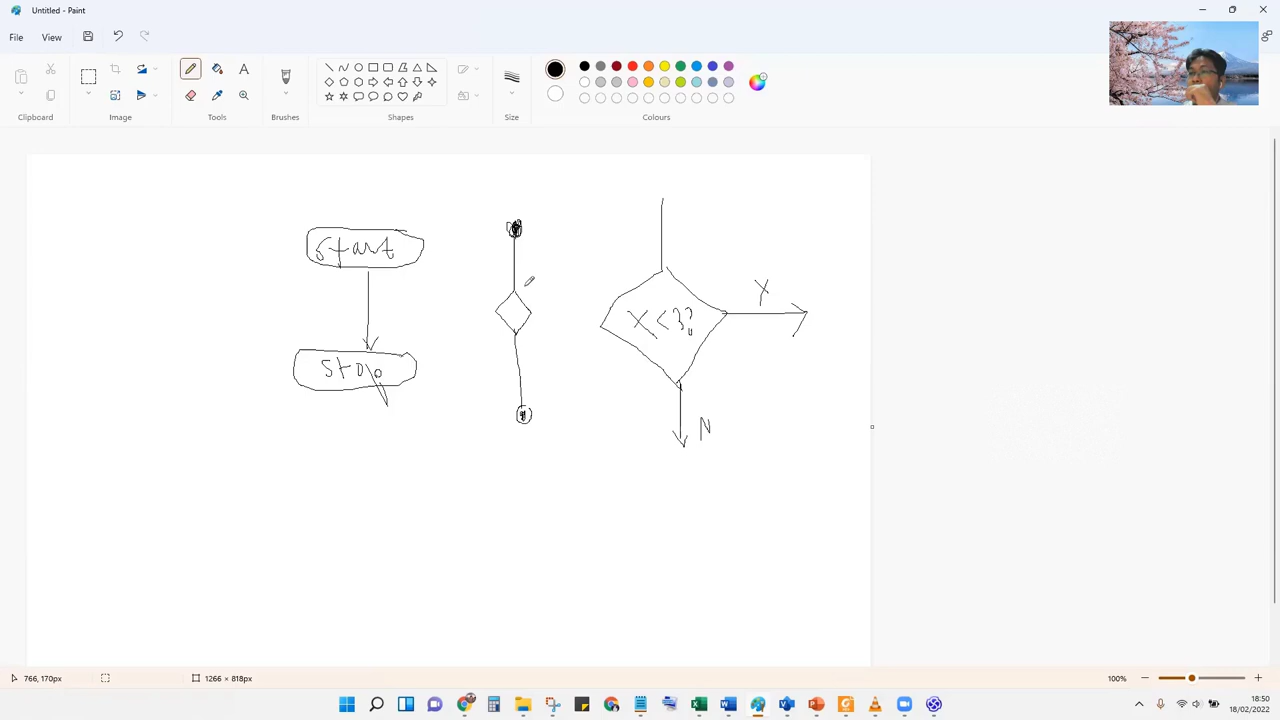 Untitled - Paint
File View
Clipboard
Image
Tools
Brushes
Shapes
Size
Colours
Start
Stop
X<3?
Y
N
766, 170px
1266 × 818px
100%
18:50
18/02/2022